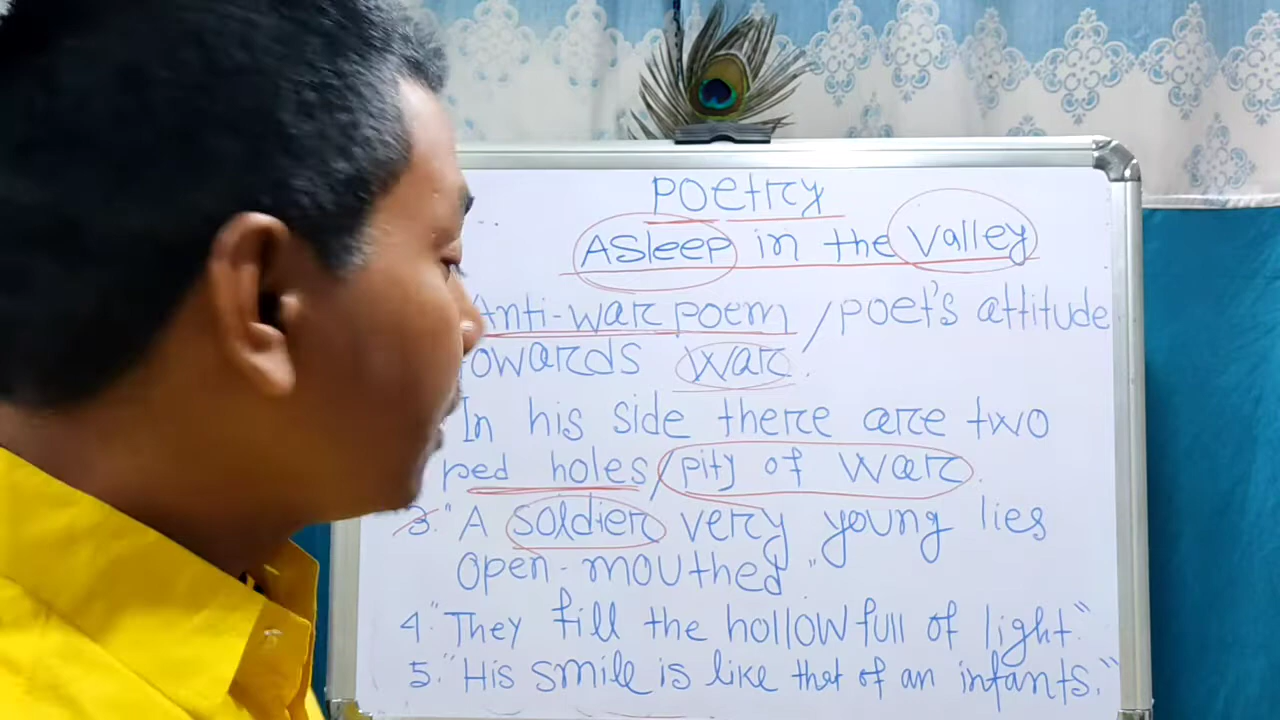 POEtry
ASleep in the Valley
Anti-war poem / poet's attitude
towards war.
In his side there are two
red holes/pity of war.
3. "A soldier very young lies
open-mouthed"
4. "They fill the hollow full of light"
5. "His smile is like that of an infants."